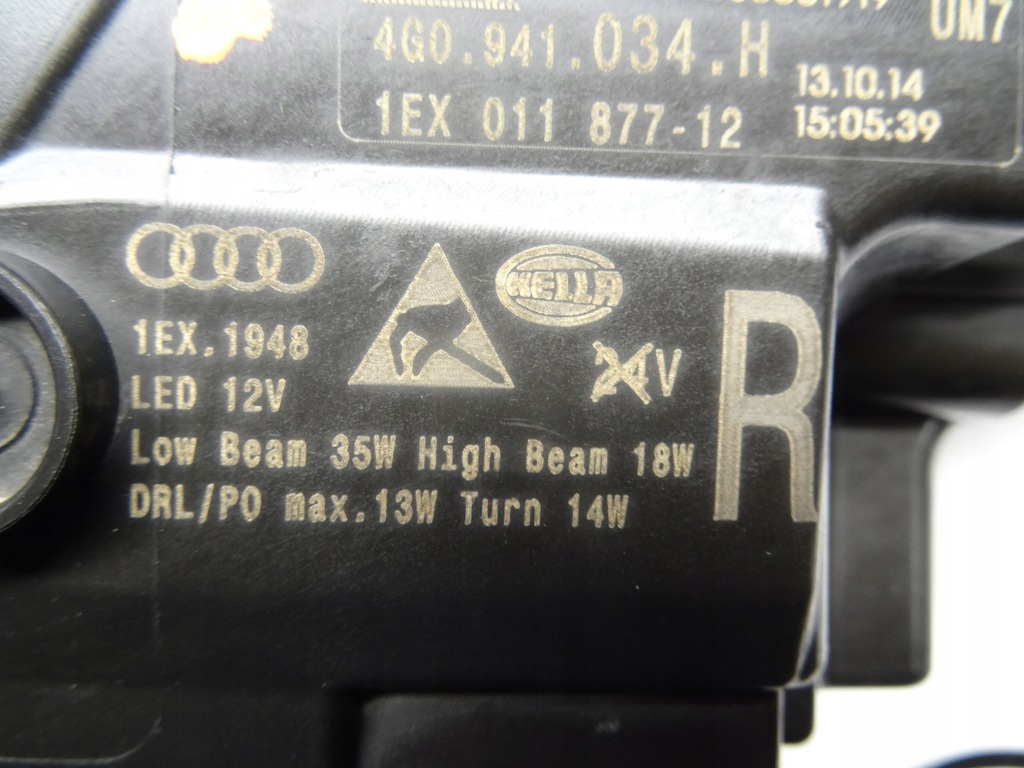 UM7
4G0.941.034.H
13.10.14
1EX 011 877-12
15:05:39
HELLA
1EX.1948
24V
R
LED 12V
Low Beam 35W High Beam 18W
DRL/PO max.13W Turn 14W